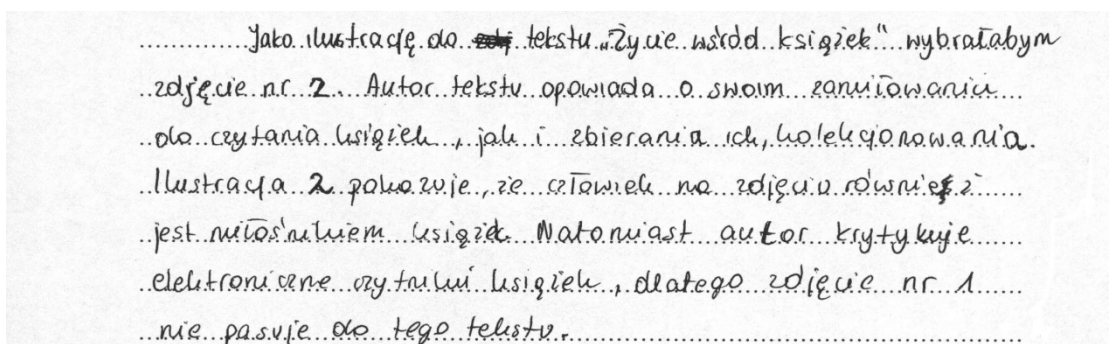 Jako ilustrację do tekstu „Życie wśród książek" wybrałabym
zdjęcie nr 2. Autor tekstu opowiada o swoim zamiłowaniu
do czytania książek, jak i zbierania ich, kolekcjonowania.
Ilustracja 2 pokazuje, że człowiek na zdjęciu również
jest miłośnikiem książek. Natomiast autor krytykuje
elektroniczne czytniki książek, dlatego zdjęcie nr 1
nie pasuje do tego tekstu.